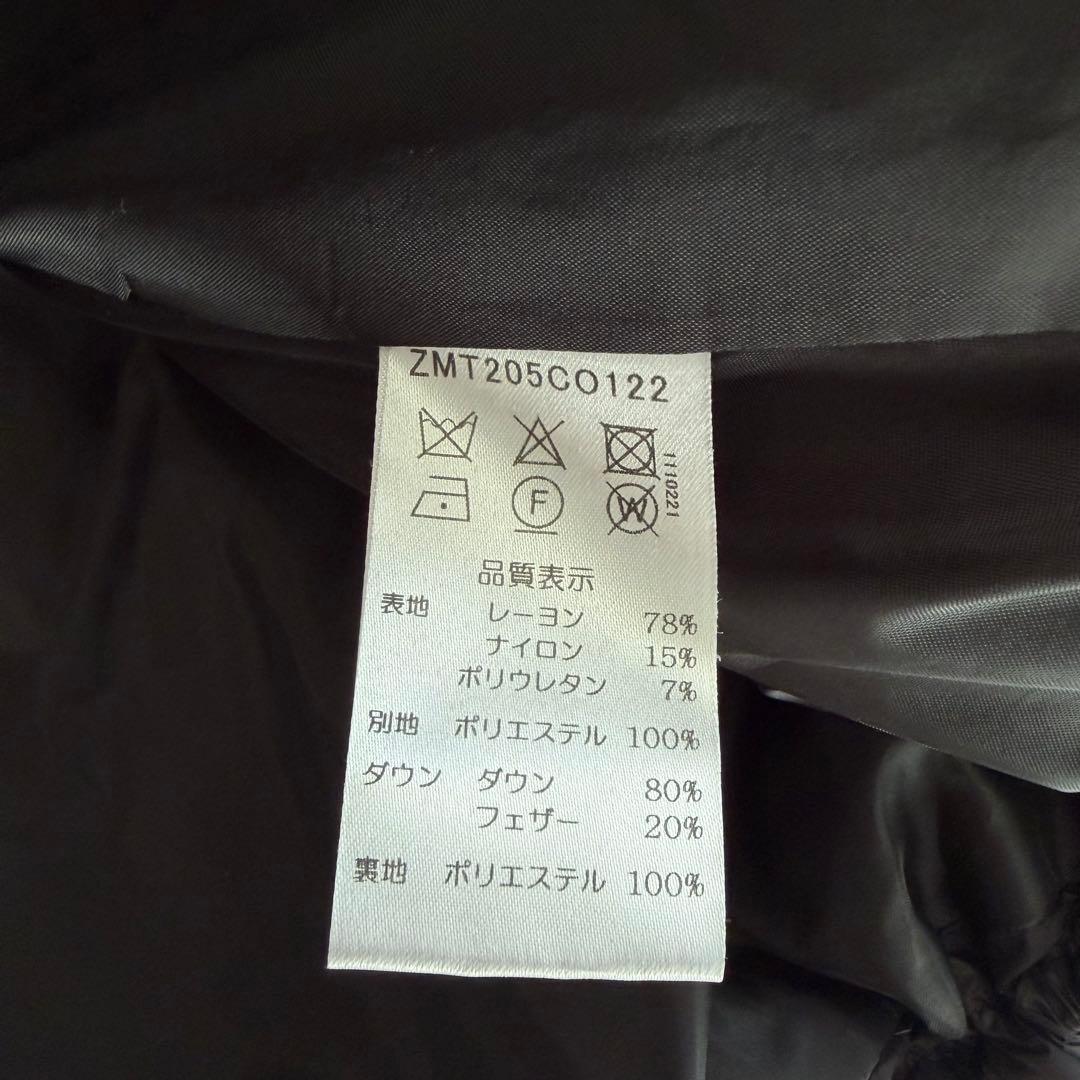 ZMT205CO122
1110221
F
W
品質表示
表地 レーヨン 78%
ナイロン 15%
ポリウレタン 7%
別地 ポリエステル 100%
ダウン ダウン 80%
フェザー 20%
裏地 ポリエステル 100%